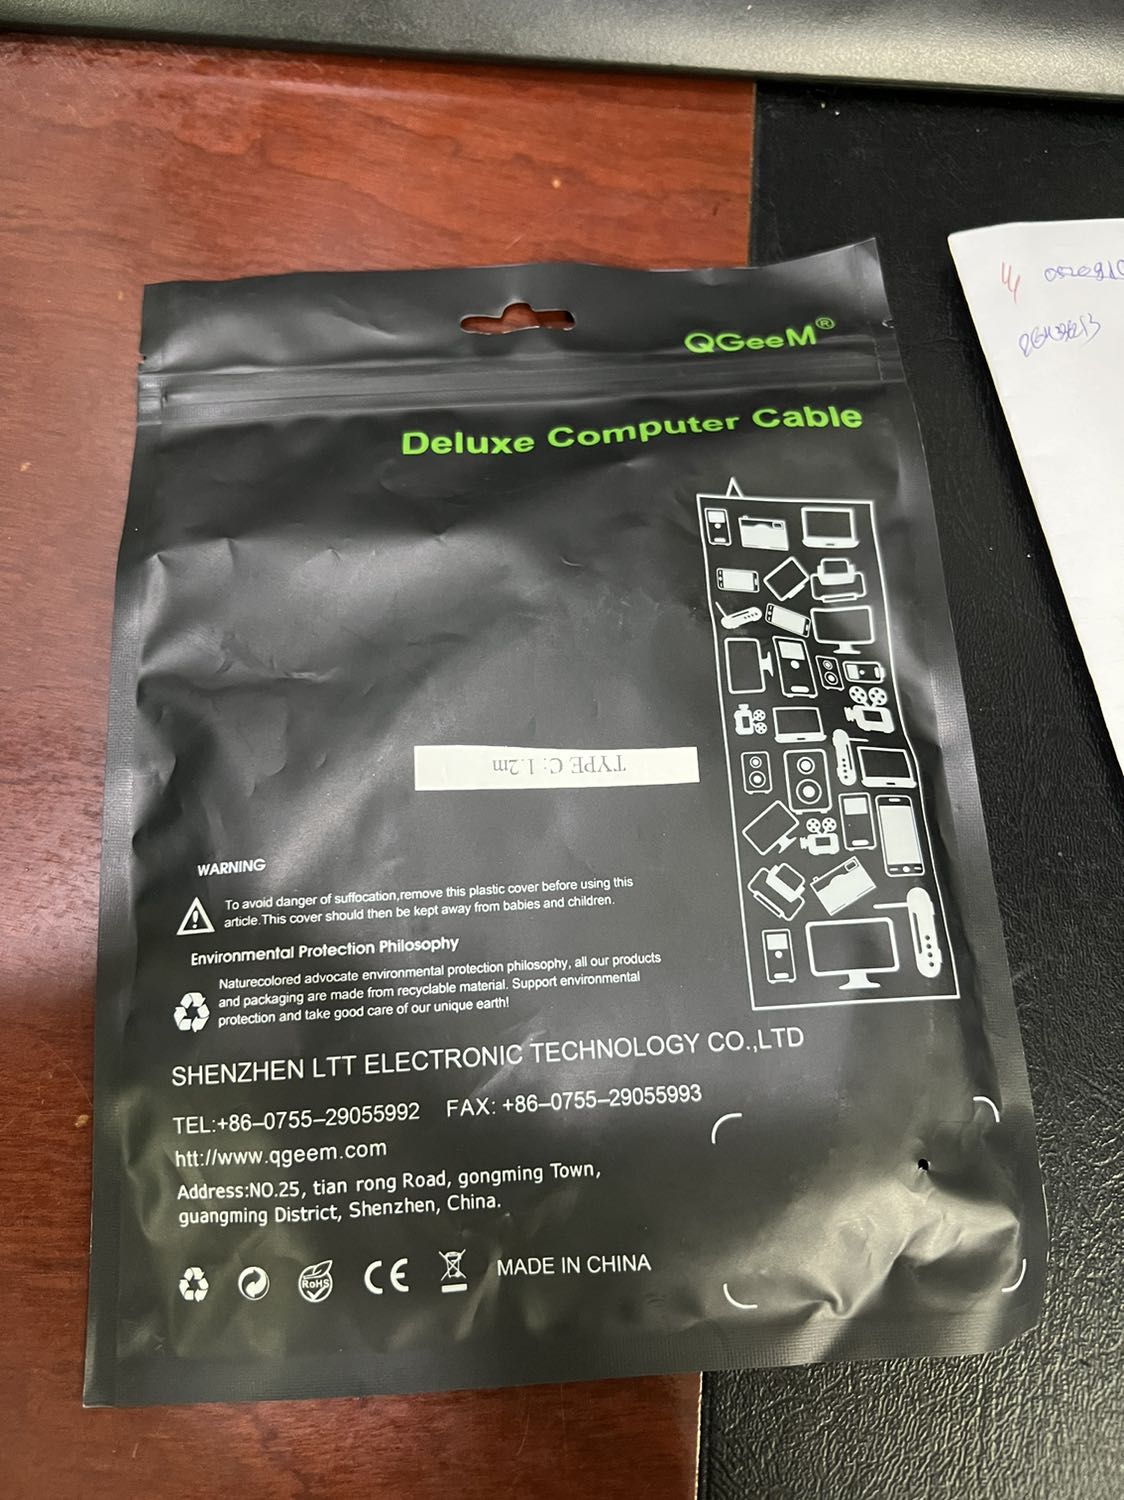 QGeeM®
Deluxe Computer Cable
TYPE C: 1.2m
WARNING
To avoid danger of suffocation,remove this plastic cover before using this
article.This cover should then be kept away from babies and children.
Environmental Protection Philosophy
Naturecolored advocate environmental protection philosophy, all our products
and packaging are made from recyclable material. Support environmental
protection and take good care of our unique earth!
SHENZHEN LTT ELECTRONIC TECHNOLOGY CO.,LTD
TEL:+86–0755–29055992 FAX: +86–0755–29055993
htt://www.qgeem.com
Address:NO.25, tian rong Road, gongming Town,
guangming District, Shenzhen, China.
RoHS
CE
MADE IN CHINA